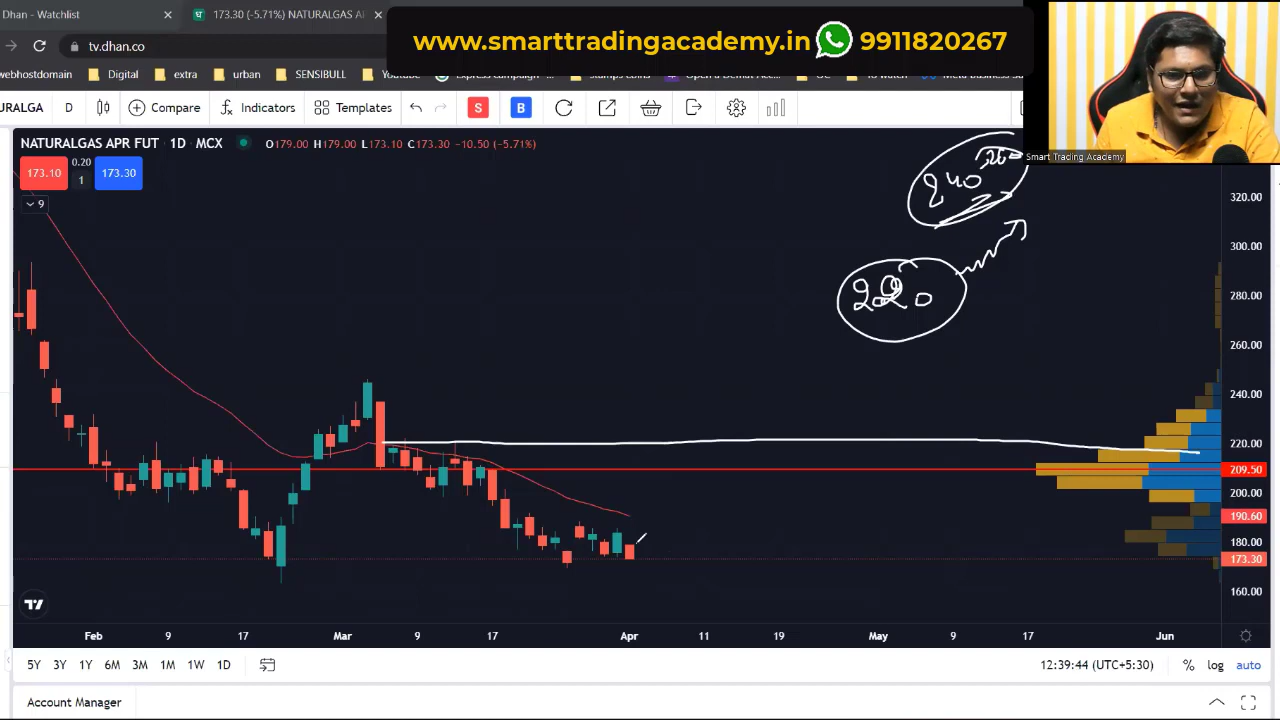 Dhan - Watchlist
173.30 (-5.71%) NATURALGAS A
www.smarttradingacademy.in 9911820267
webhostdomain
Digital
extra
urban
SENSIBULL
Youtube
URALGA
D
Compare
Indicators
Templates
S
B
NATURALGAS APR FUT · 1D · MCX
O179.00 H179.00 L173.10 C173.30 -10.50 (-5.71%)
173.10
0.20
1
173.30
9
Smart Trading Academy
240
220
320.00
300.00
280.00
260.00
240.00
220.00
209.50
200.00
190.60
180.00
173.30
160.00
Feb
9
17
Mar
9
17
Apr
11
19
May
9
17
Jun
5Y
3Y
1Y
6M
3M
1M
1W
1D
12:39:44 (UTC+5:30)
%
log
auto
Account Manager